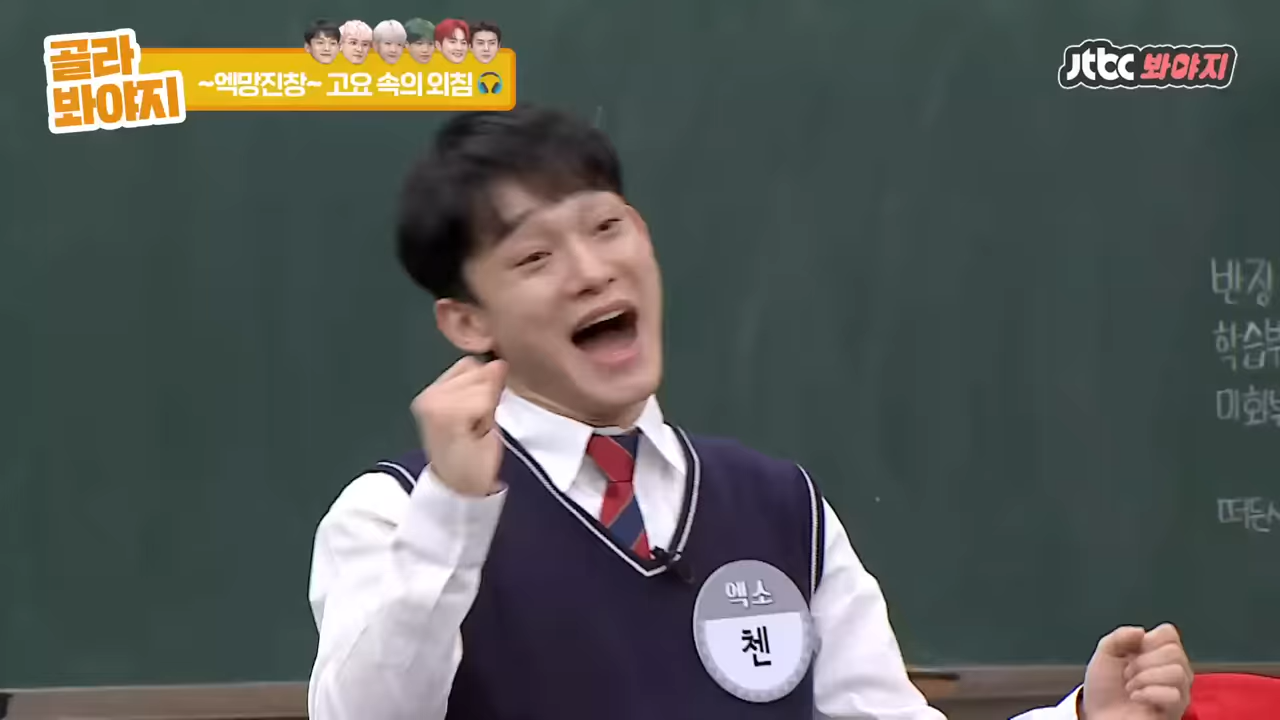 골라
봐야지
~엑망진창~ 고요 속의 외침
JTBC 봐야지
반장
학습부
미화부
떠든사
엑소
첸